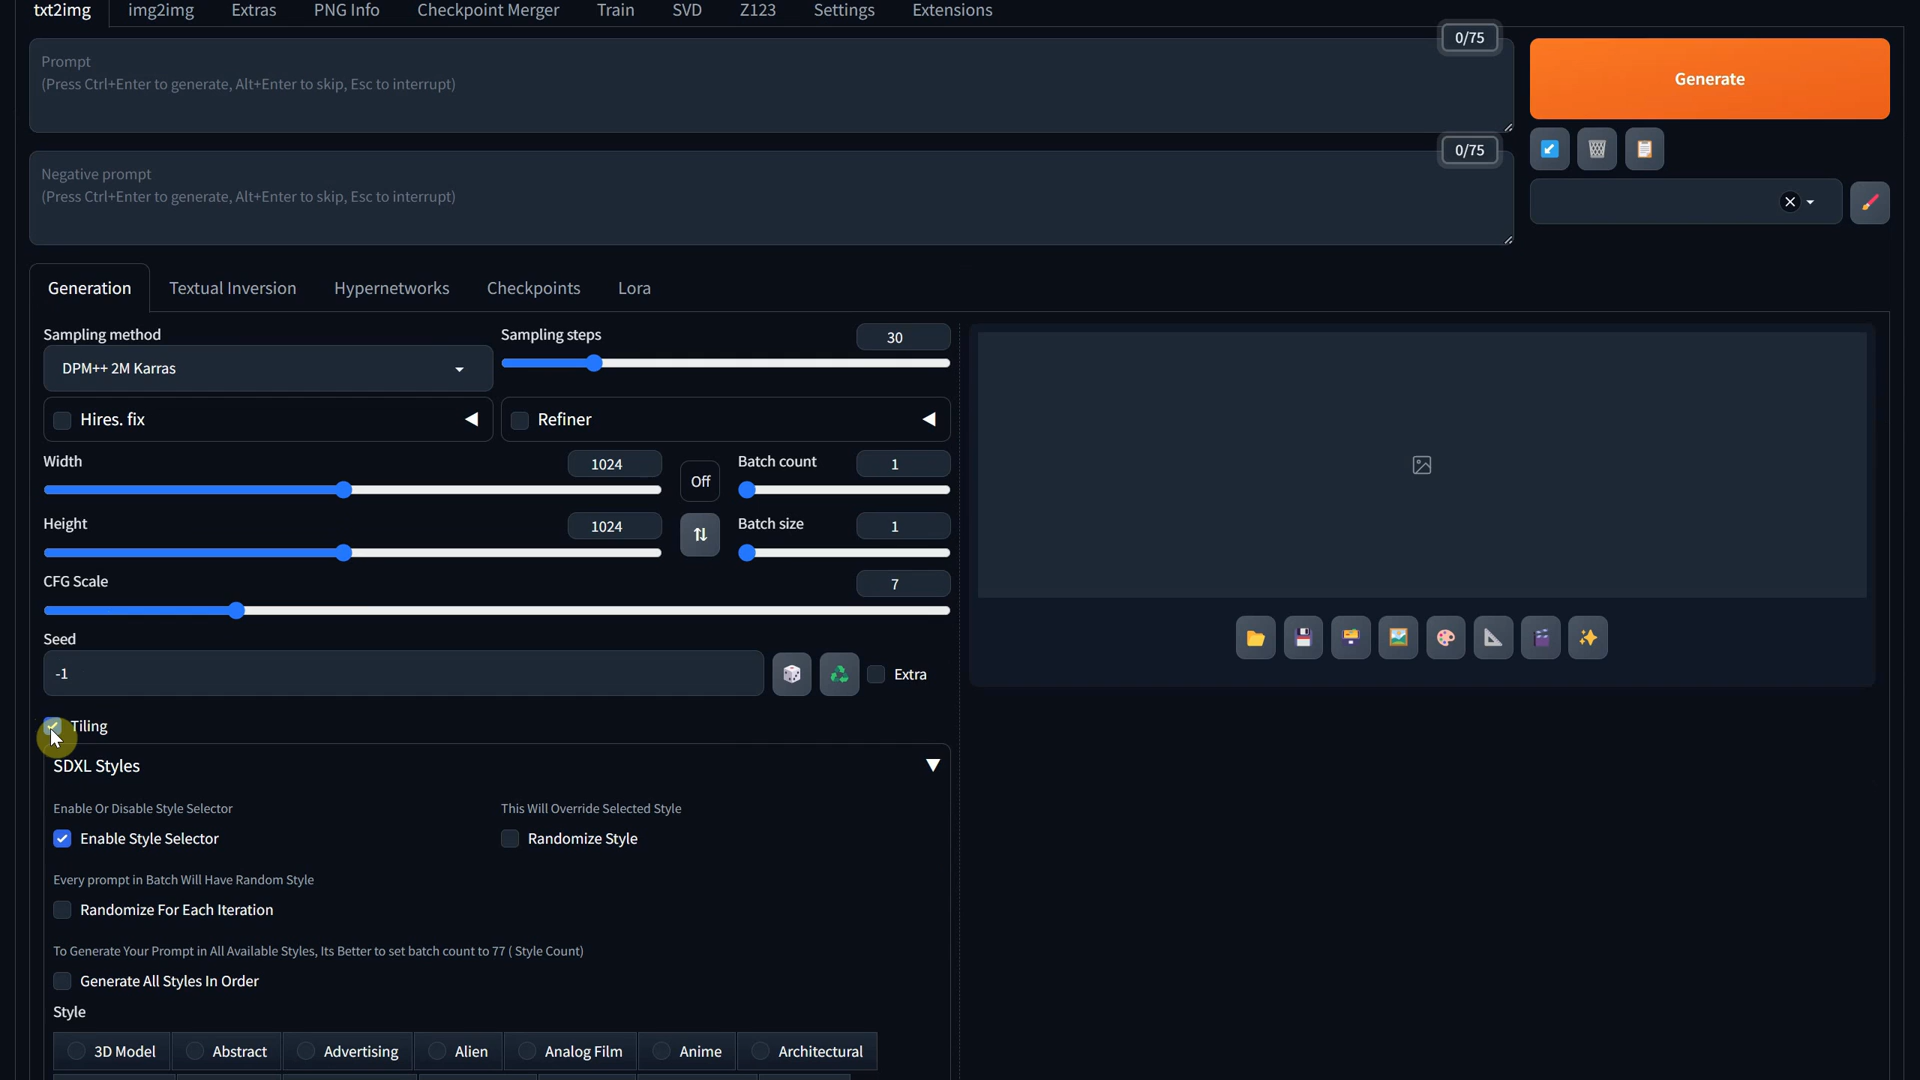 txt2img img2img Extras PNG Info Checkpoint Merger Train SVD Z123 Settings Extensions
0/75
Prompt
(Press Ctrl+Enter to generate, Alt+Enter to skip, Esc to interrupt)
Generate
0/75
Negative prompt
(Press Ctrl+Enter to generate, Alt+Enter to skip, Esc to interrupt)
Generation Textual Inversion Hypernetworks Checkpoints Lora
Sampling method
DPM++ 2M Karras
Sampling steps
30
Hires. fix
Refiner
Width
1024
Off
Batch count
1
Height
1024
Batch size
1
CFG Scale
7
Seed
-1
Extra
Tiling
SDXL Styles
Enable Or Disable Style Selector
Enable Style Selector
This Will Override Selected Style
Randomize Style
Every prompt in Batch Will Have Random Style
Randomize For Each Iteration
To Generate Your Prompt in All Available Styles, Its Better to set batch count to 77 ( Style Count)
Generate All Styles In Order
Style
3D Model Abstract Advertising Alien Analog Film Anime Architectural